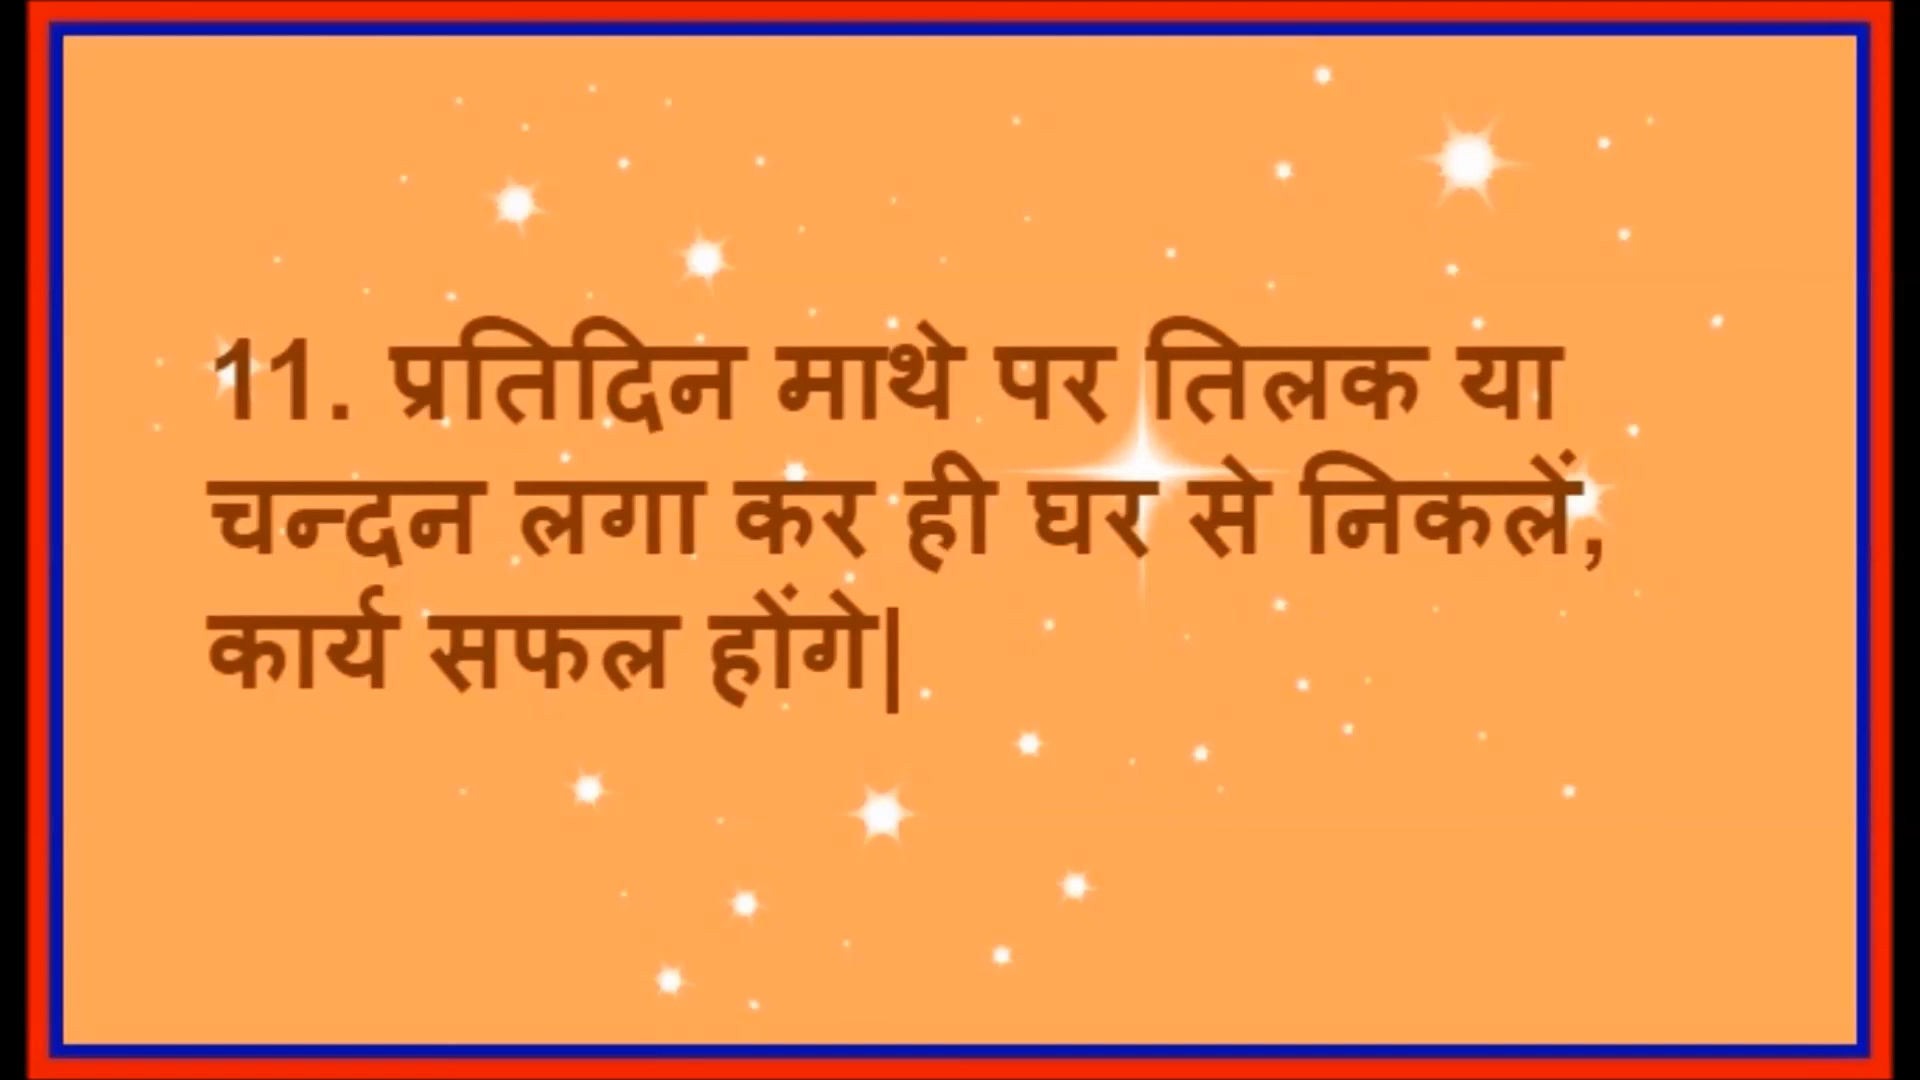 11. प्रतिदिन माथे पर तिलक या
चन्दन लगा कर ही घर से निकलें,
कार्य सफल होंगे|